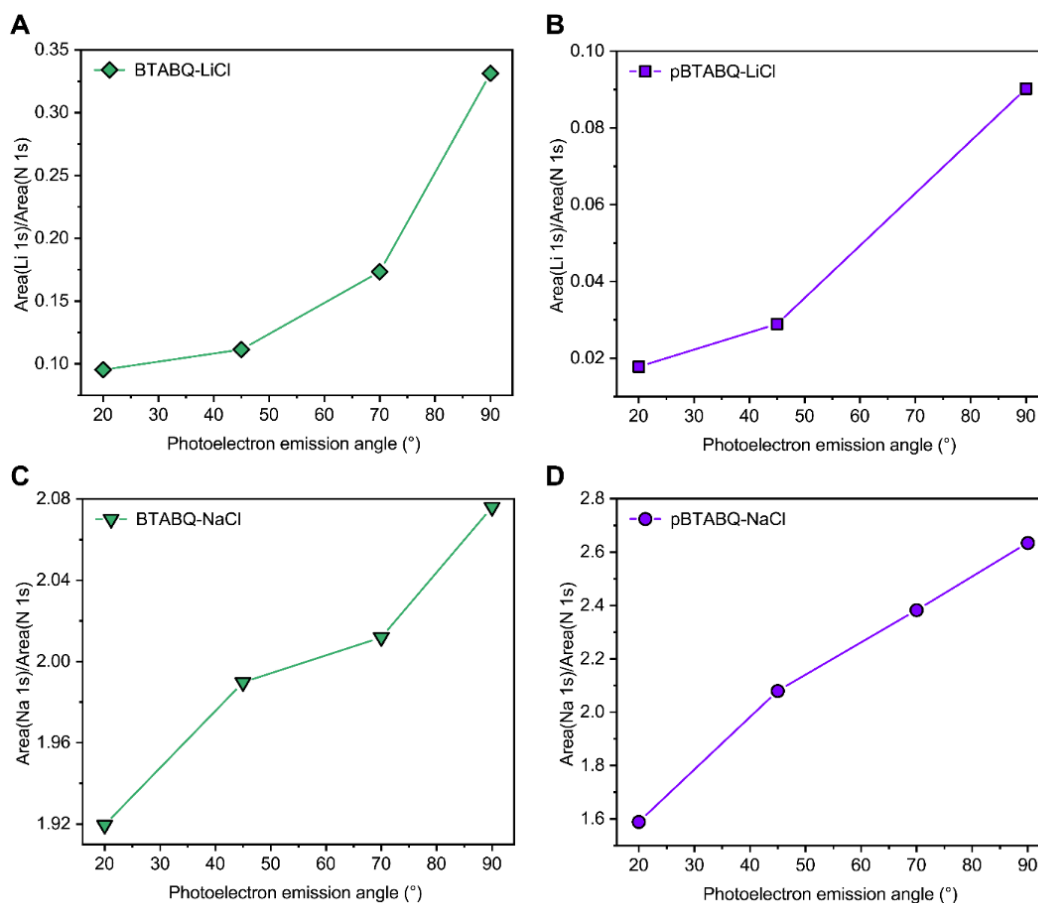 A
BTABQ-LiCl
Area(Li 1s)/Area(N 1s)
0.35
0.30
0.25
0.20
0.15
0.10
20 30 40 50 60 70 80 90
Photoelectron emission angle (°)
B
pBTABQ-LiCl
Area(Li 1s)/Area(N 1s)
0.10
0.08
0.06
0.04
0.02
20 30 40 50 60 70 80 90
Photoelectron emission angle (°)
C
BTABQ-NaCl
Area(Na 1s)/Area(N 1s)
2.08
2.04
2.00
1.96
1.92
20 30 40 50 60 70 80 90
Photoelectron emission angle (°)
D
pBTABQ-NaCl
Area(Na 1s)/Area(N 1s)
2.8
2.6
2.4
2.2
2.0
1.8
1.6
20 30 40 50 60 70 80 90
Photoelectron emission angle (°)